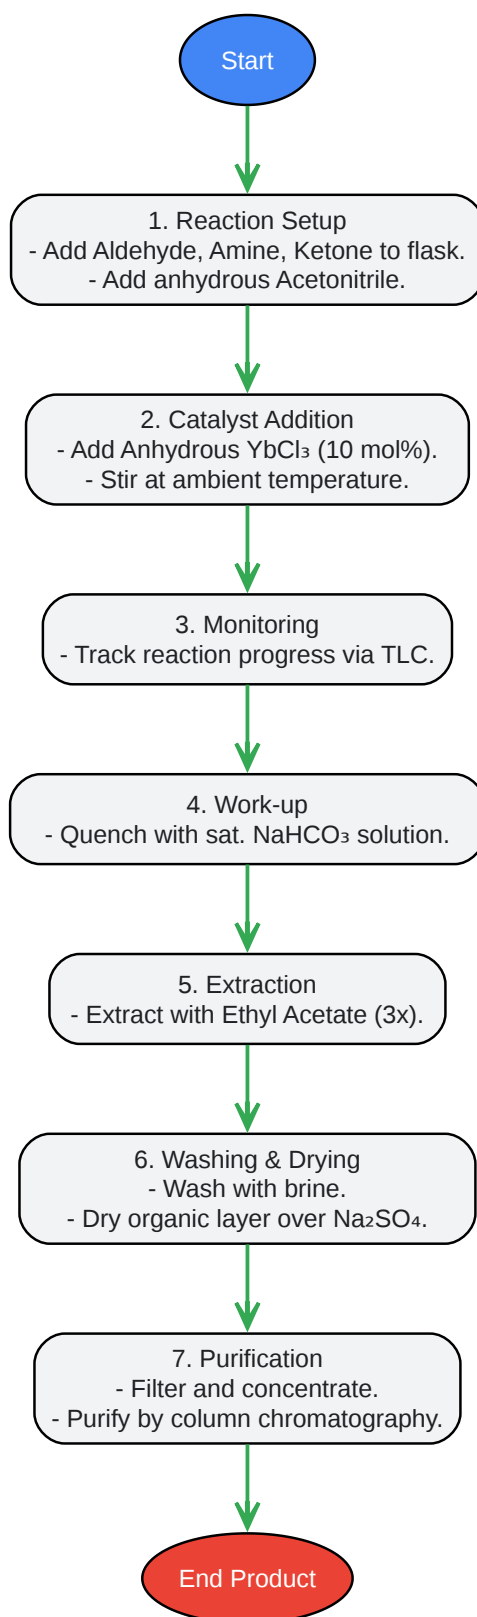 Start
1. Reaction Setup
- Add Aldehyde, Amine, Ketone to flask.
- Add anhydrous Acetonitrile.
2. Catalyst Addition
- Add Anhydrous YbCl₃ (10 mol%).
- Stir at ambient temperature.
3. Monitoring
- Track reaction progress via TLC.
4. Work-up
- Quench with sat. NaHCO₃ solution.
5. Extraction
- Extract with Ethyl Acetate (3x).
6. Washing & Drying
- Wash with brine.
- Dry organic layer over Na₂SO₄.
7. Purification
- Filter and concentrate.
- Purify by column chromatography.
End Product